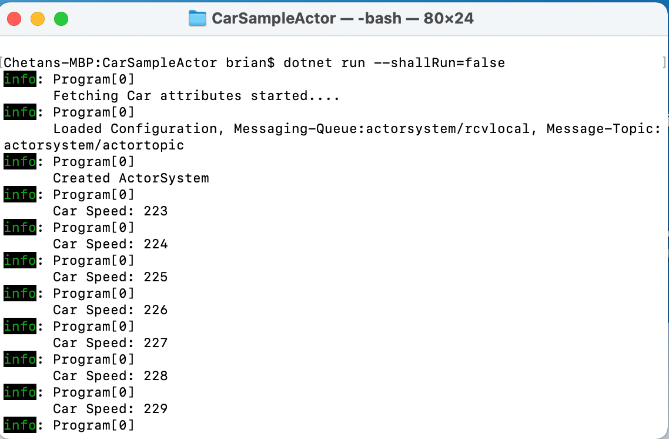 CarSampleActor — -bash — 80×24
[Chetans-MBP:CarSampleActor brian$ dotnet run --shallRun=false ]
info: Program[0]
Fetching Car attributes started....
info: Program[0]
Loaded Configuration, Messaging-Queue:actorsystem/rcvlocal, Message-Topic:
actorsystem/actortopic
info: Program[0]
Created ActorSystem
info: Program[0]
Car Speed: 223
info: Program[0]
Car Speed: 224
info: Program[0]
Car Speed: 225
info: Program[0]
Car Speed: 226
info: Program[0]
Car Speed: 227
info: Program[0]
Car Speed: 228
info: Program[0]
Car Speed: 229
info: Program[0]